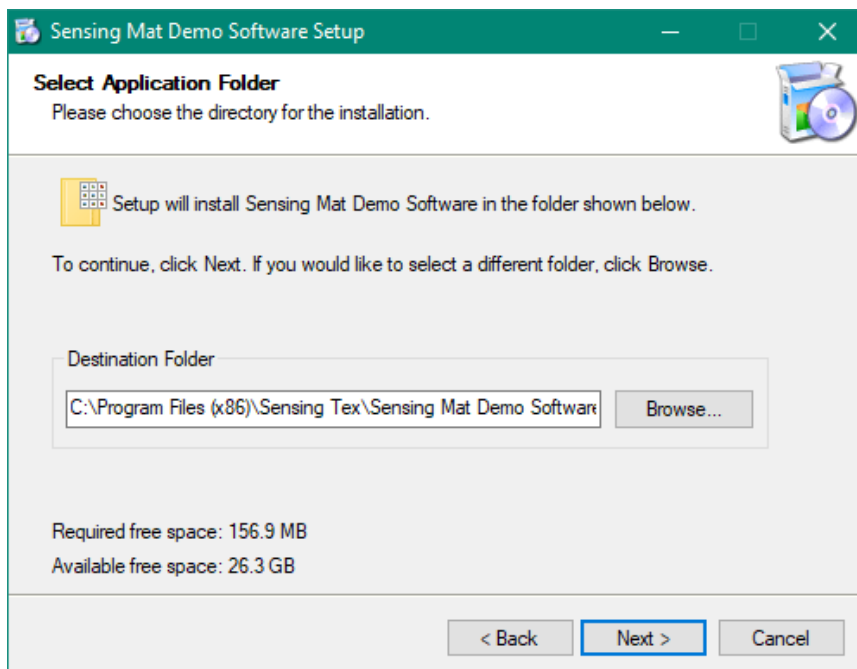 Sensing Mat Demo Software Setup
Select Application Folder
Please choose the directory for the installation.
Setup will install Sensing Mat Demo Software in the folder shown below.
To continue, click Next. If you would like to select a different folder, click Browse.
Destination Folder
C:\Program Files (x86)\Sensing Tex\Sensing Mat Demo Software
Browse...
Required free space: 156.9 MB
Available free space: 26.3 GB
< Back
Next >
Cancel